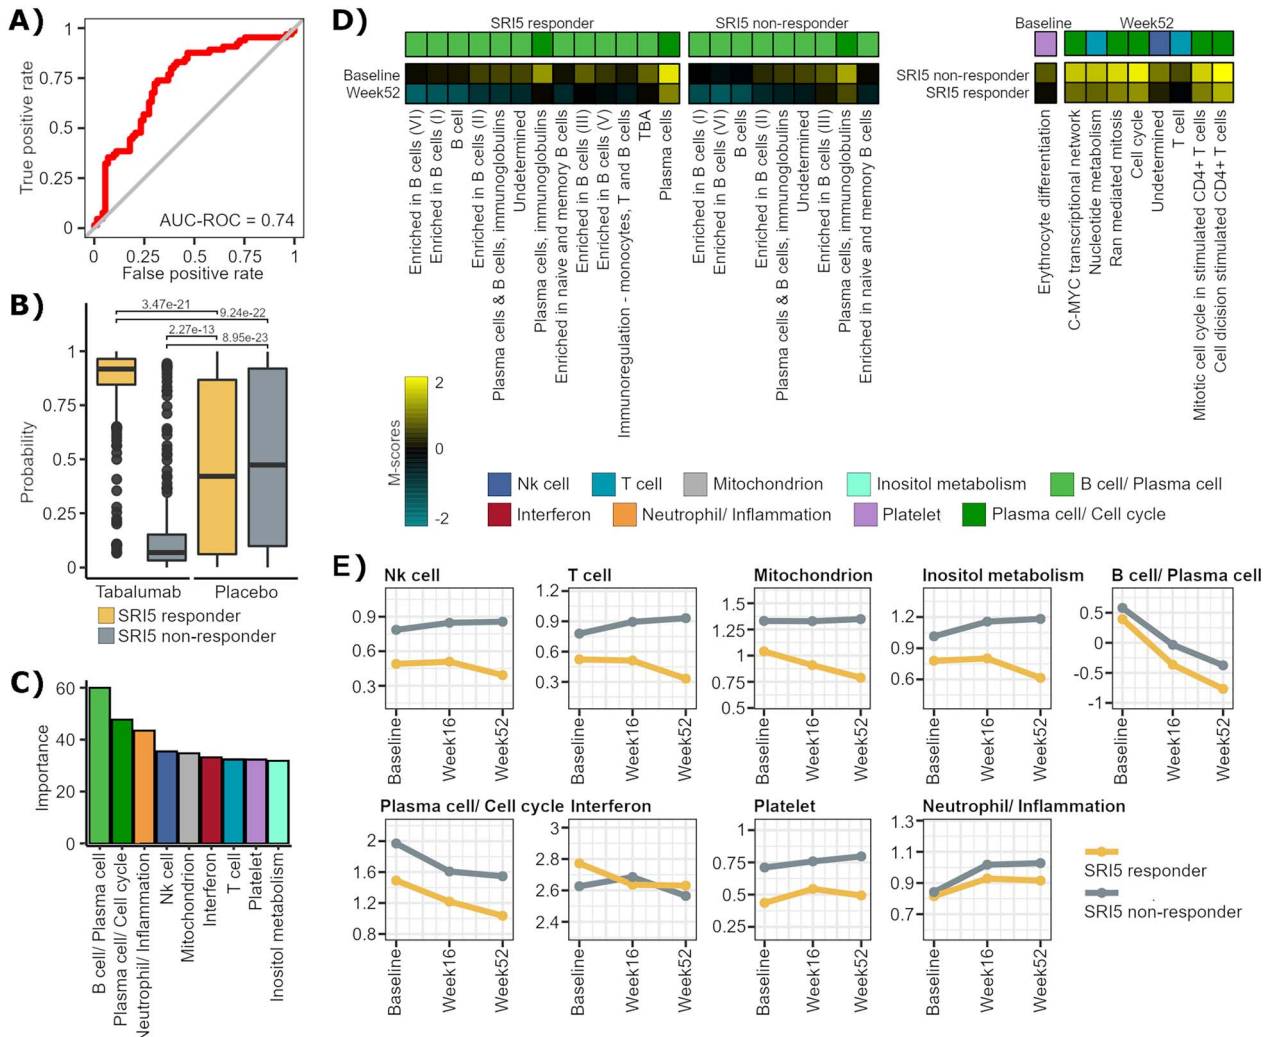 A)
True positive rate
1
0.75
0.5
0.25
0
AUC-ROC = 0.74
0
0.25
0.5
0.75
1
False positive rate
B)
3.47e-21
9.24e-22
2.27e-13
8.95e-23
Probability
1
0.75
0.5
0.25
0
Tabalumab
Placebo
SRI5 responder
SRI5 non-responder
C)
Importance
60
40
20
0
B cell/ Plasma cell
Plasma cell/ Cell cycle
Neutrophil/ Inflammation
Nk cell
Mitochondrion
Interferon
T cell
Platelet
Inositol metabolism
D)
SRI5 responder
SRI5 non-responder
Baseline
Week52
Enriched in B cells (VI)
Enriched in B cells (I)
B cell
Enriched in B cells (II)
Plasma cells & B cells, immunoglobulins
Undetermined
Plasma cells, immunoglobulins
Enriched in naive and memory B cells
Enriched in B cells (III)
Enriched in B cells (V)
Immunoregulation - monocytes, T and B cells
TBA
Plasma cells
Enriched in B cells (I)
Enriched in B cells (VI)
B cells
Enriched in B cells (II)
Plasma cells & B cells, immunoglobulins
Undetermined
Enriched in B cells (III)
Plasma cells, immunoglobulins
Enriched in naive and memory B cells
Baseline
Week52
SRI5 non-responder
SRI5 responder
Erythrocyte differentiation
C-MYC transcriptional network
Nucleotide metabolism
Ran mediated mitosis
Cell cycle
Undetermined
T cell
Mitotic cell cycle in stimulated CD4+ T cells
Cell dicision stimulated CD4+ T cells
M-scores
2
0
-2
Nk cell
T cell
Mitochondrion
Inositol metabolism
B cell/ Plasma cell
Interferon
Neutrophil/ Inflammation
Platelet
Plasma cell/ Cell cycle
E)
Nk cell
0.9
0.6
0.3
Baseline
Week16
Week52
T cell
1.2
0.9
0.6
0.3
Baseline
Week16
Week52
Mitochondrion
1.5
1.25
1
0.75
0.5
Baseline
Week16
Week52
Inositol metabolism
1.2
0.9
0.6
Baseline
Week16
Week52
B cell/ Plasma cell
0.5
0
-0.5
-1
Baseline
Week16
Week52
Plasma cell/ Cell cycle
2
1.6
1.2
0.8
Baseline
Week16
Week52
Interferon
3
2.8
2.6
2.4
Baseline
Week16
Week52
Platelet
1
0.75
0.5
0.25
Baseline
Week16
Week52
Neutrophil/ Inflammation
1.3
1.1
0.9
0.7
Baseline
Week16
Week52
SRI5 responder
SRI5 non-responder